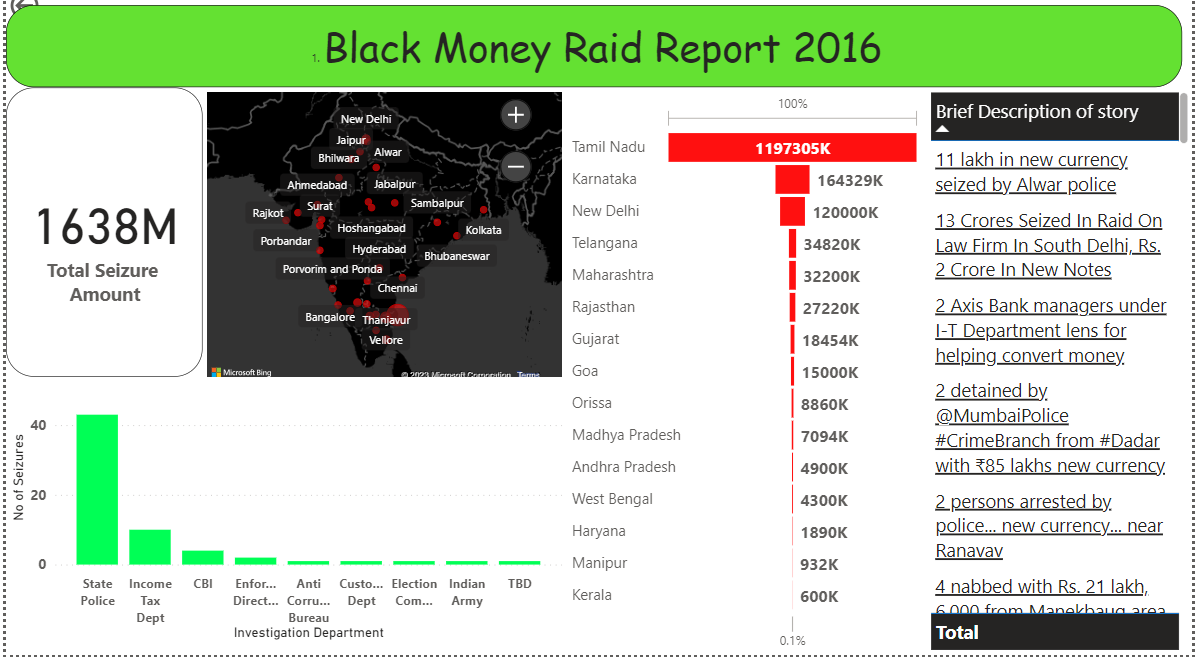 1. Black Money Raid Report 2016
1638M
Total Seizure
Amount
New Delhi
Jaipur
Alwar
Bhilwara
Ahmedabad
Jabalpur
Surat
Sambalpur
Rajkot
Hoshangabad
Kolkata
Porbandar
Hyderabad
Bhubaneswar
Porvorim and Ponda
Chennai
Bangalore
Thanjavur
Vellore
Microsoft Bing
© 2023 Microsoft Corporation Terms
No of Seizures
40
20
0
State
Police
Income
Tax
Dept
CBI
Enfor...
Direct...
Anti
Corru...
Bureau
Custo...
Dept
Election
Com...
Indian
Army
TBD
Investigation Department
100%
Tamil Nadu 1197305K
Karnataka 164329K
New Delhi 120000K
Telangana 34820K
Maharashtra 32200K
Rajasthan 27220K
Gujarat 18454K
Goa 15000K
Orissa 8860K
Madhya Pradesh 7094K
Andhra Pradesh 4900K
West Bengal 4300K
Haryana 1890K
Manipur 932K
Kerala 600K
0.1%
Brief Description of story
11 lakh in new currency
seized by Alwar police
13 Crores Seized In Raid On
Law Firm In South Delhi, Rs.
2 Crore In New Notes
2 Axis Bank managers under
I-T Department lens for
helping convert money
2 detained by
@MumbaiPolice
#CrimeBranch from #Dadar
with ₹85 lakhs new currency
2 persons arrested by
police... new currency... near
Ranavav
4 nabbed with Rs. 21 lakh,
6,000 from Manekbaug area
Total